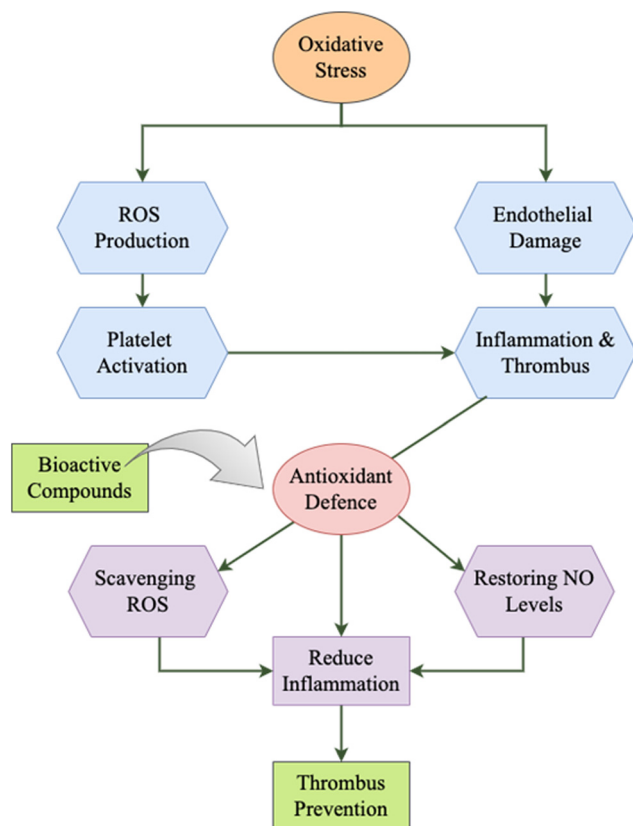 Oxidative
Stress
ROS
Production
Endothelial
Damage
Platelet
Activation
Inflammation &
Thrombus
Bioactive
Compounds
Antioxidant
Defence
Scavenging
ROS
Restoring NO
Levels
Reduce
Inflammation
Thrombus
Prevention